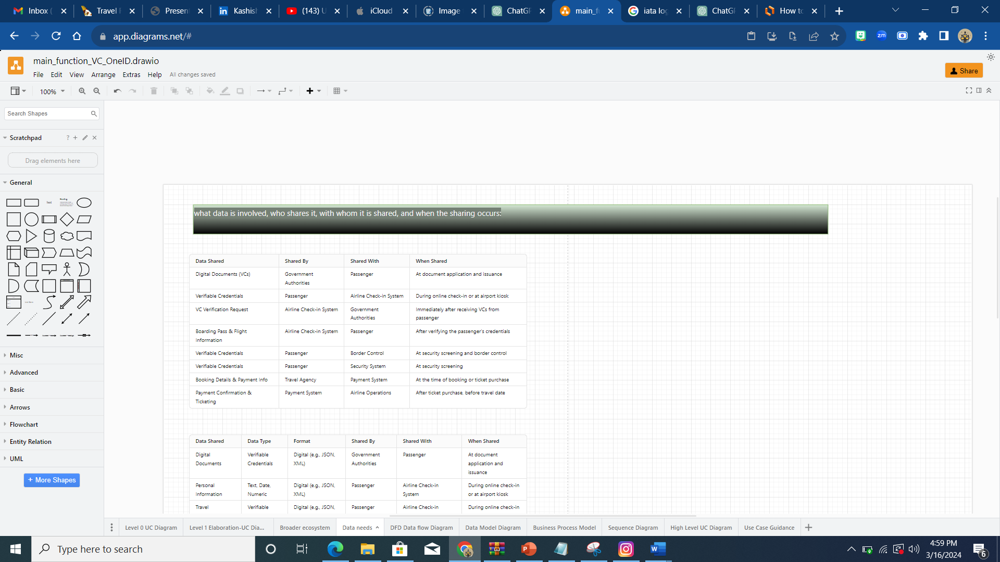 Inbox (
Travel F
Present
Kashish
(143) U
iCloud
Image
ChatGP
main_fu
iata log
ChatGP
How to
app.diagrams.net/#
zm
main_function_VC_OneID.drawio
File Edit View Arrange Extras Help All changes saved
Share
100%
Search Shapes
Scratchpad
?
Drag elements here
General
Text
Heading
List Item
Misc
Advanced
Basic
Arrows
Flowchart
Entity Relation
UML
+ More Shapes
what data is involved, who shares it, with whom it is shared, and when the sharing occurs:
Data Shared Shared By Shared With When Shared
Digital Documents (VCs) Government Authorities Passenger At document application and issuance
Verifiable Credentials Passenger Airline Check-in System During online check-in or at airport kiosk
VC Verification Request Airline Check-in System Government Authorities Immediately after receiving VCs from passenger
Boarding Pass & Flight Information Airline Check-in System Passenger After verifying the passenger's credentials
Verifiable Credentials Passenger Border Control At security screening and border control
Verifiable Credentials Passenger Security System At security screening
Booking Details & Payment Info Travel Agency Payment System At the time of booking or ticket purchase
Payment Confirmation & Ticketing Payment System Airline Operations After ticket purchase, before travel date
Data Shared Data Type Format Shared By Shared With When Shared
Digital Documents Verifiable Credentials Digital (e.g., JSON, XML) Government Authorities Passenger At document application and issuance
Personal Information Text, Date, Numeric Digital (e.g., JSON, XML) Passenger Airline Check-in System During online check-in or at airport kiosk
Travel Verifiable Digital (e.g., JSON, Passenger Airline Check-in During online check-in
Level 0 UC Diagram
Level 1 Elaboration-UC Dia...
Broader ecosystem
Data needs
DFD Data flow Diagram
Data Model Diagram
Business Process Model
Sequence Diagram
High Level UC Diagram
Use Case Guidance
Type here to search
4:59 PM
3/16/2024
6